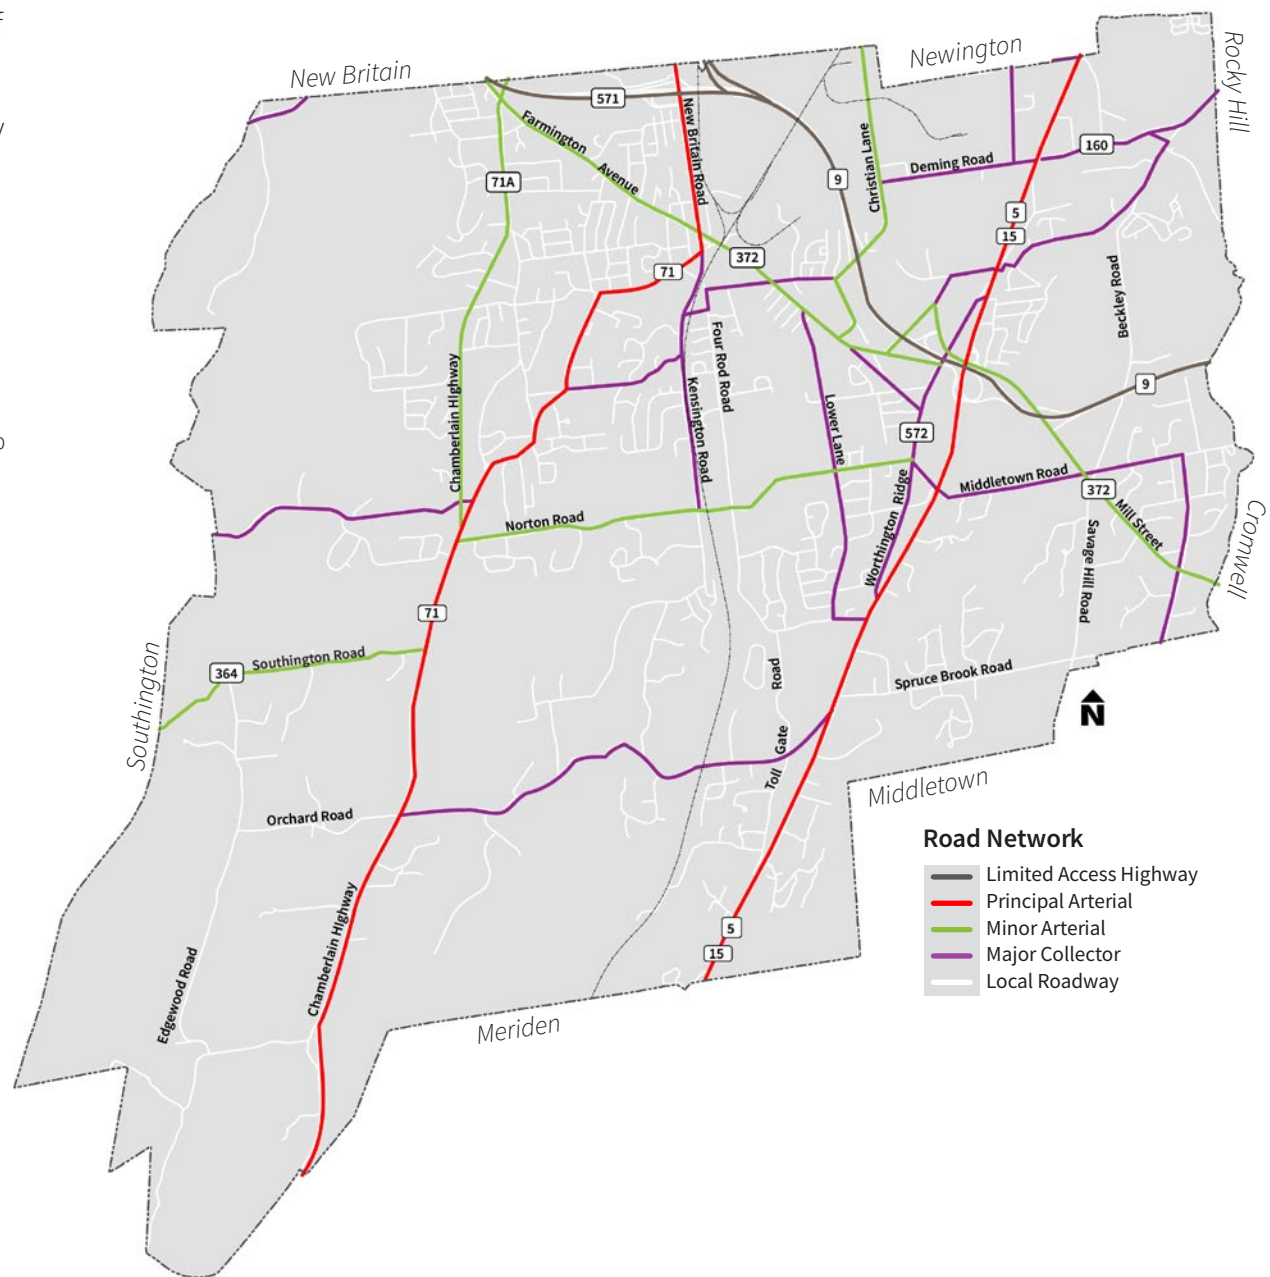 New Britain
Newington
Rocky Hill
571
New Britain Road
Christian Lane
Farmington Avenue
160
Deming Road
71A
9
5
15
372
71
Beckley Road
Four Rod Road
Chamberlain Highway
Kensington Road
9
Lower Lane
572
Middletown Road
372
Worthington Ridge
Norton Road
Mill Street
Cromwell
Savage Hill Road
71
Southington Road
364
Southington
Road
Spruce Brook Road
N
Toll Gate
Middletown
Orchard Road
Road Network
Limited Access Highway
Principal Arterial
Minor Arterial
Major Collector
Local Roadway
Chamberlain Highway
5
15
Edgewood Road
Meriden